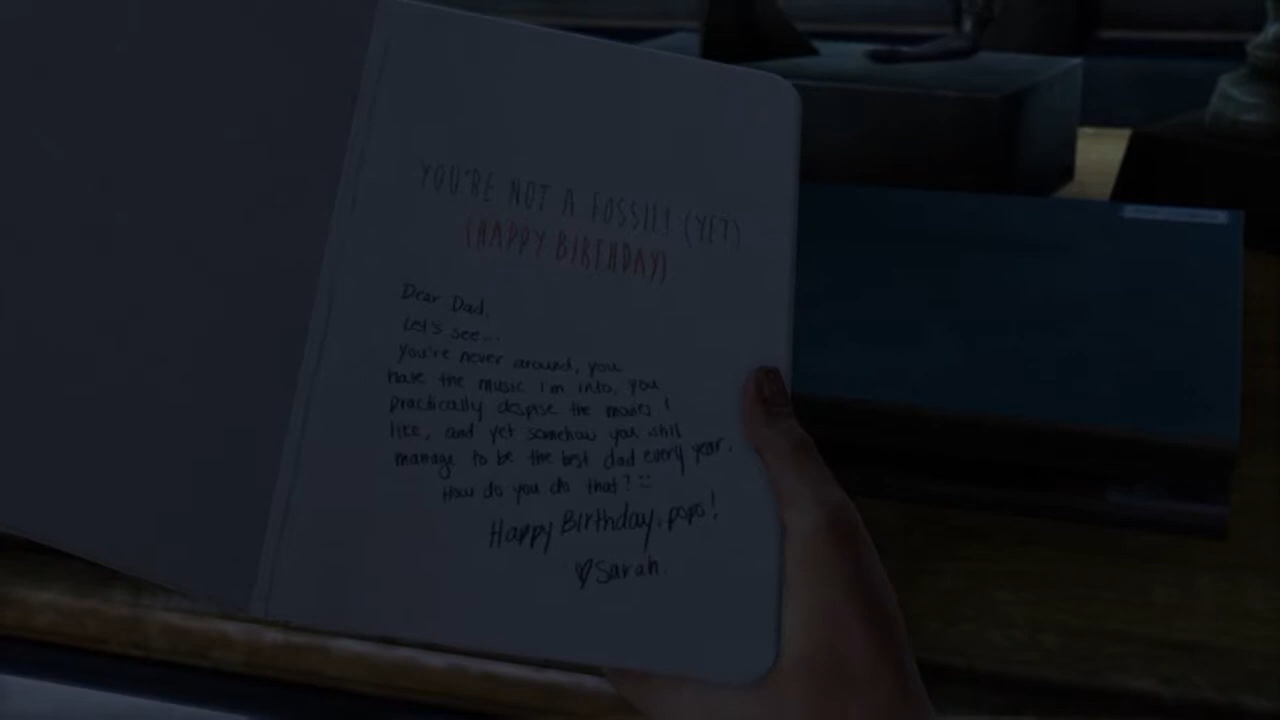 YOU'RE NOT A FOSSIL! (YET)
(HAPPY BIRTHDAY)
Dear Dad,
Let's see...
you're never around, you
hate the music I'm into, you
practically despise the movies I
like, and yet somehow you still
manage to be the best dad every year.
How do you do that? :)
Happy Birthday, papa!
♡Sarah.